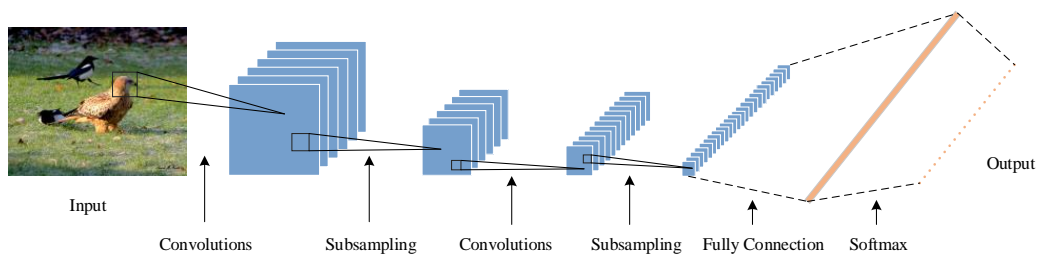 Input
Convolutions
Subsampling
Convolutions
Subsampling
Fully Connection
Softmax
Output